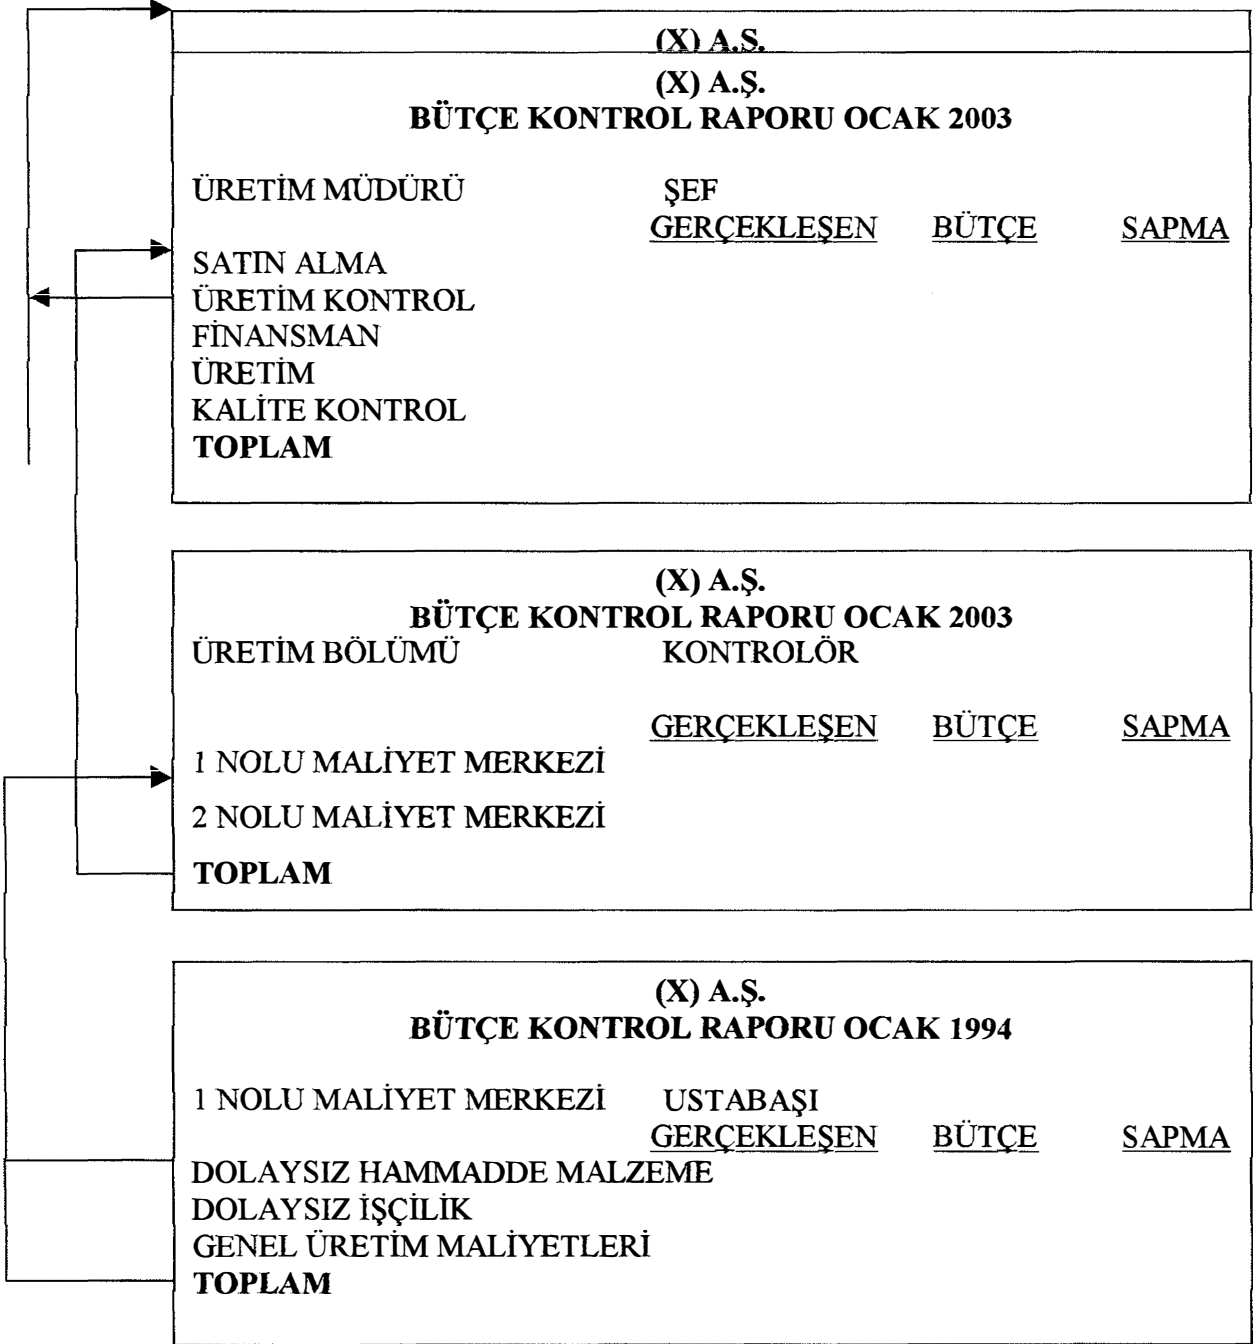 (X) A.S.
(X) A.Ş.
BÜTÇE KONTROL RAPORU OCAK 2003
ÜRETİM MÜDÜRÜ ŞEF
GERÇEKLEŞEN BÜTÇE SAPMA
SATIN ALMA
ÜRETİM KONTROL
FİNANSMAN
ÜRETİM
KALİTE KONTROL
TOPLAM
(X) A.Ş.
BÜTÇE KONTROL RAPORU OCAK 2003
ÜRETİM BÖLÜMÜ KONTROLÖR
GERÇEKLEŞEN BÜTÇE SAPMA
1 NOLU MALİYET MERKEZİ
2 NOLU MALİYET MERKEZİ
TOPLAM
(X) A.Ş.
BÜTÇE KONTROL RAPORU OCAK 1994
1 NOLU MALİYET MERKEZİ USTABAŞI
GERÇEKLEŞEN BÜTÇE SAPMA
DOLAYSIZ HAMMADDE MALZEME
DOLAYSIZ İŞÇİLİK
GENEL ÜRETİM MALİYETLERİ
TOPLAM